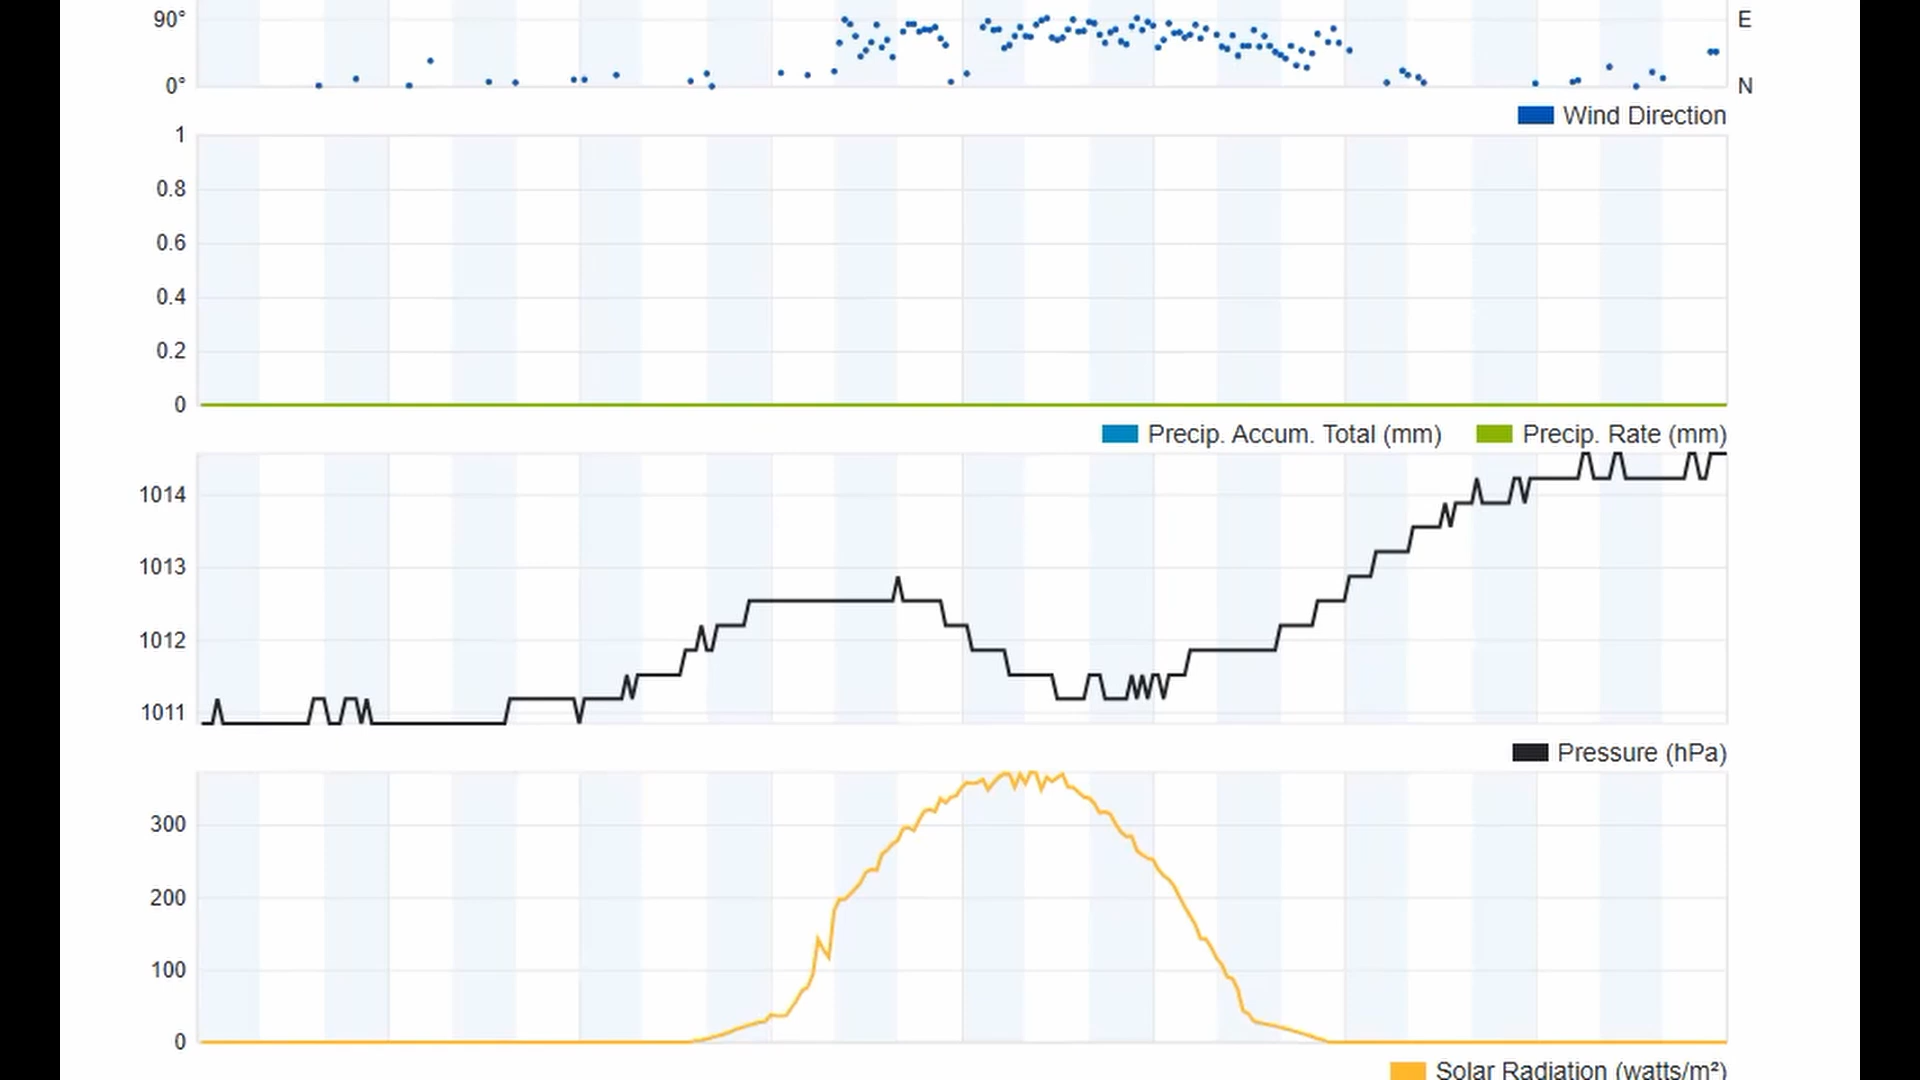 90° E
0° N
Wind Direction
1
0.8
0.6
0.4
0.2
0
Precip. Accum. Total (mm) Precip. Rate (mm)
1014
1013
1012
1011
Pressure (hPa)
300
200
100
0
Solar Radiation (watts/m²)